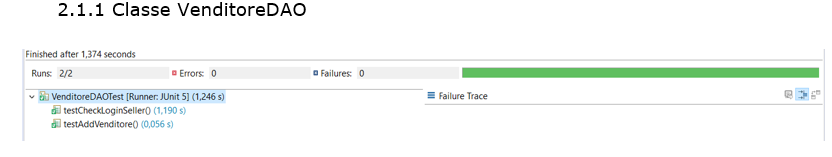 2.1.1 Classe VenditoreDAO
Finished after 1,374 seconds
Runs: 2/2 Errors: 0 Failures: 0
VenditoreDAOTest [Runner: JUnit 5] (1,246 s)
Failure Trace
testCheckLoginSeller() (1,190 s)
testAddVenditore() (0,056 s)